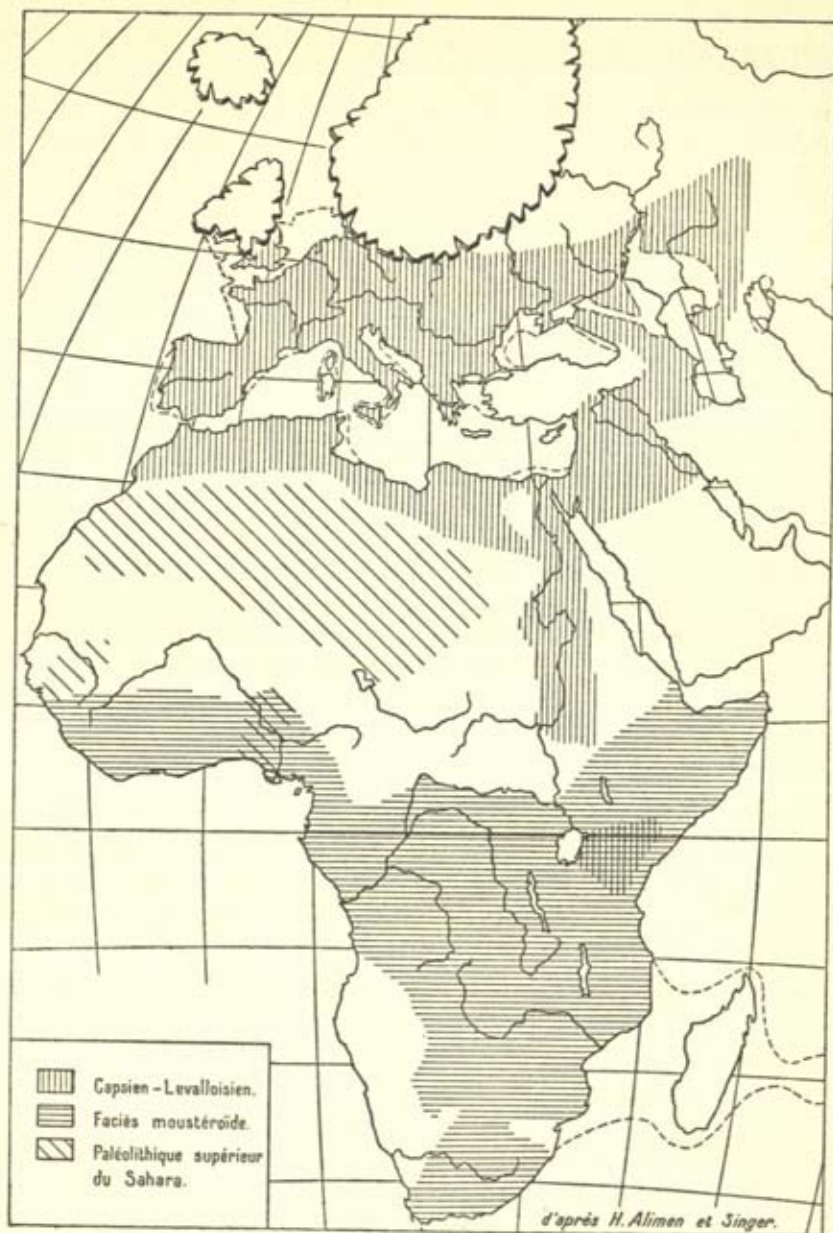 Capsien-Levalloisien.
Faciès moustéroïde.
Paléolithique supérieur
du Sahara.
d'après H. Alimen et Singer.